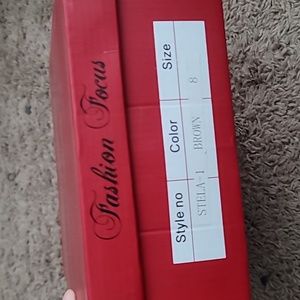 Fashion Focus
Style no Color Size
STELA-1 BROWN 8